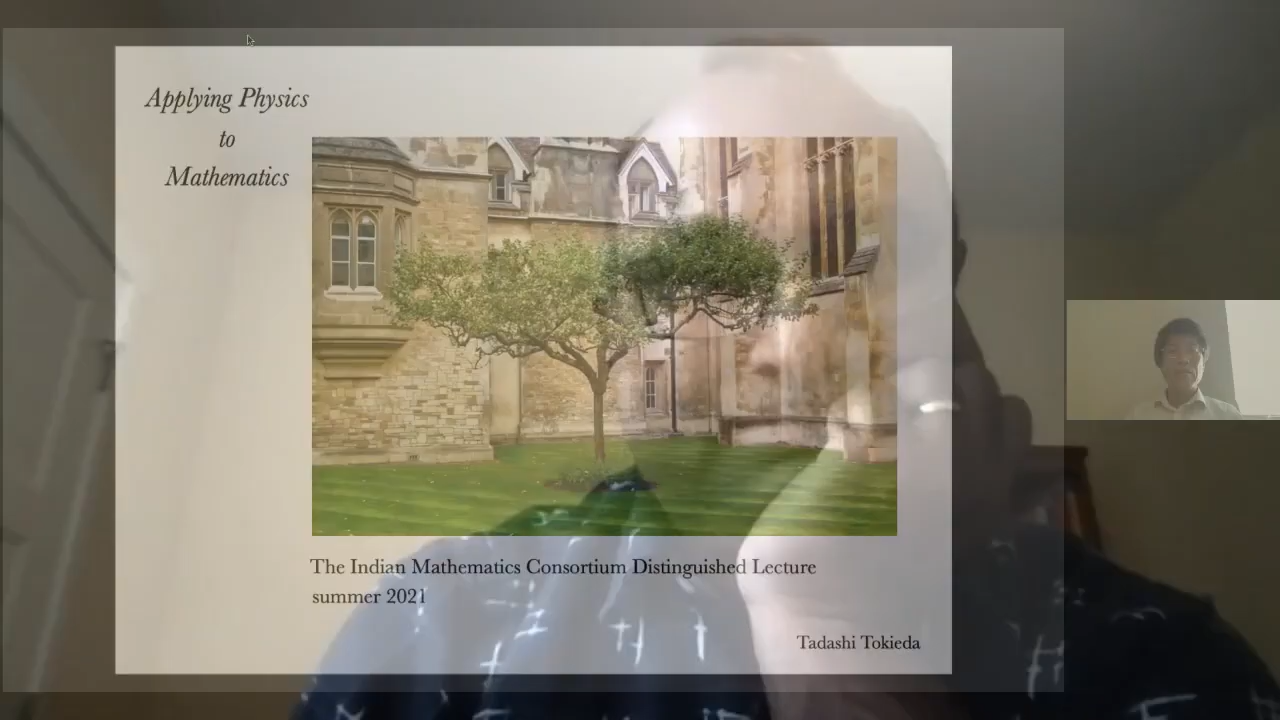 Applying Physics
to
Mathematics
The Indian Mathematics Consortium Distinguished Lecture
summer 2021
Tadashi Tokieda